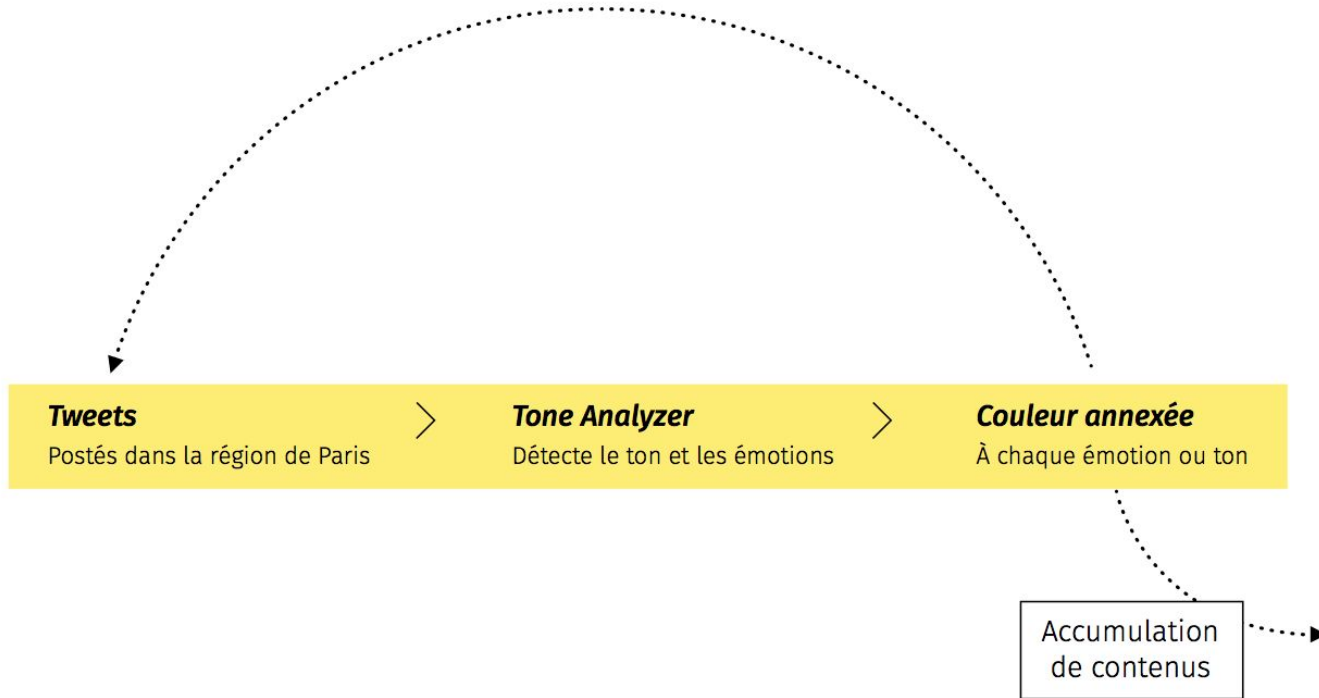 Tweets
Postés dans la région de Paris
Tone Analyzer
Détecte le ton et les émotions
Couleur annexée
À chaque émotion ou ton
Accumulation
de contenus